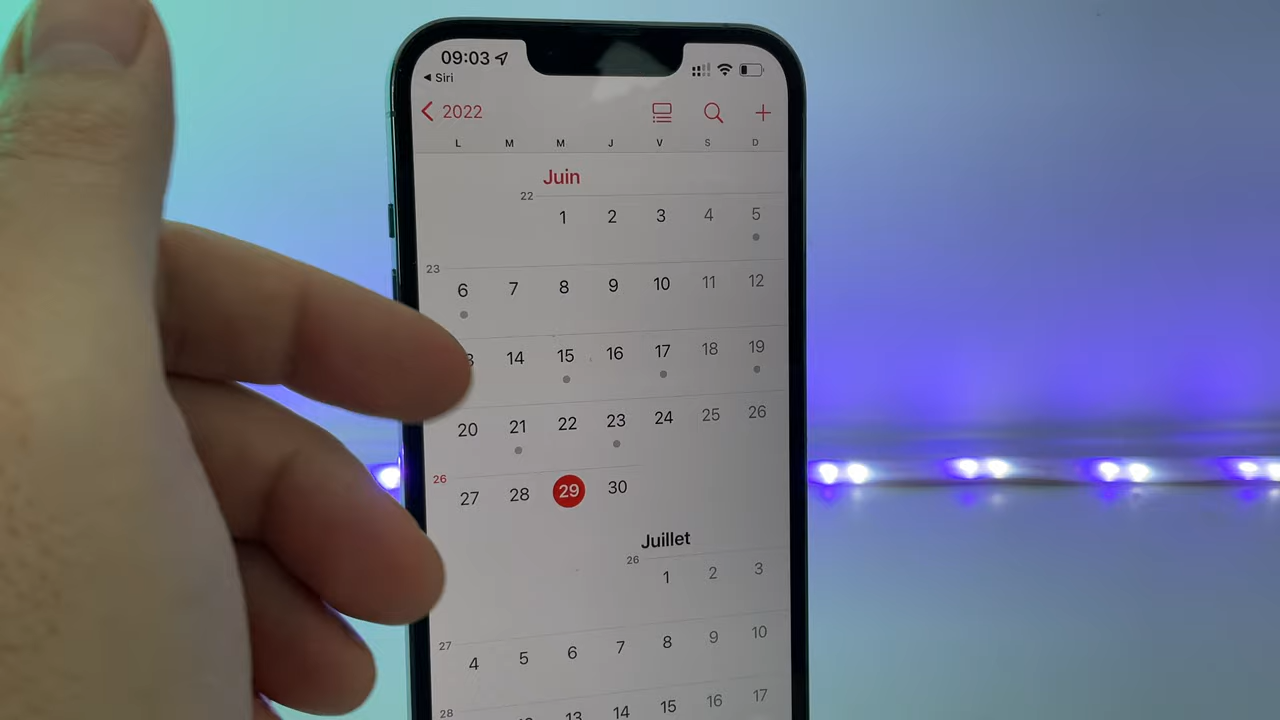 09:03
◀ Siri
2022
L M M J V S D
Juin
22
1 2 3 4 5
23
6 7 8 9 10 11 12
14 15 16 17 18 19
20 21 22 23 24 25 26
26
27 28 29 30
Juillet
26
1 2 3
27
4 5 6 7 8 9 10
28
13 14 15 16 17